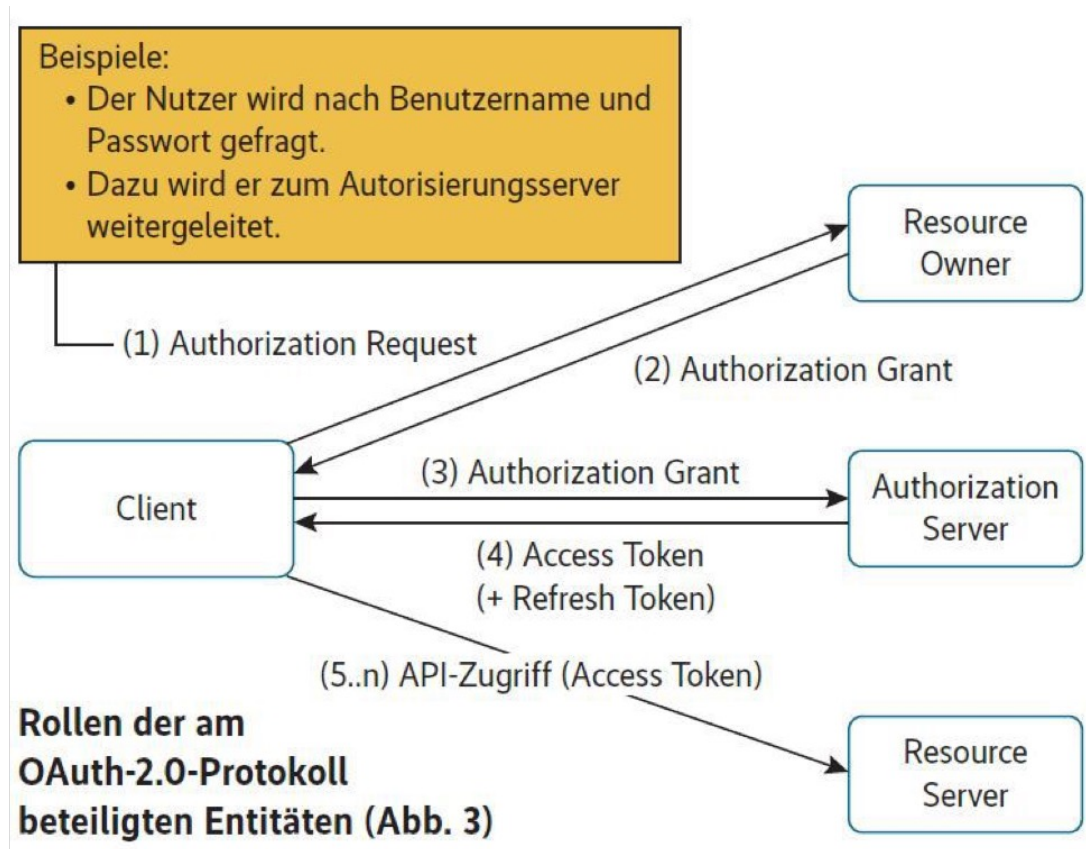 Beispiele:
• Der Nutzer wird nach Benutzername und
Passwort gefragt.
• Dazu wird er zum Autorisierungsserver
weitergeleitet.
Resource
Owner
(1) Authorization Request
(2) Authorization Grant
Client
(3) Authorization Grant
Authorization
Server
(4) Access Token
(+ Refresh Token)
(5..n) API-Zugriff (Access Token)
Rollen der am
OAuth-2.0-Protokoll
beteiligten Entitäten (Abb. 3)
Resource
Server